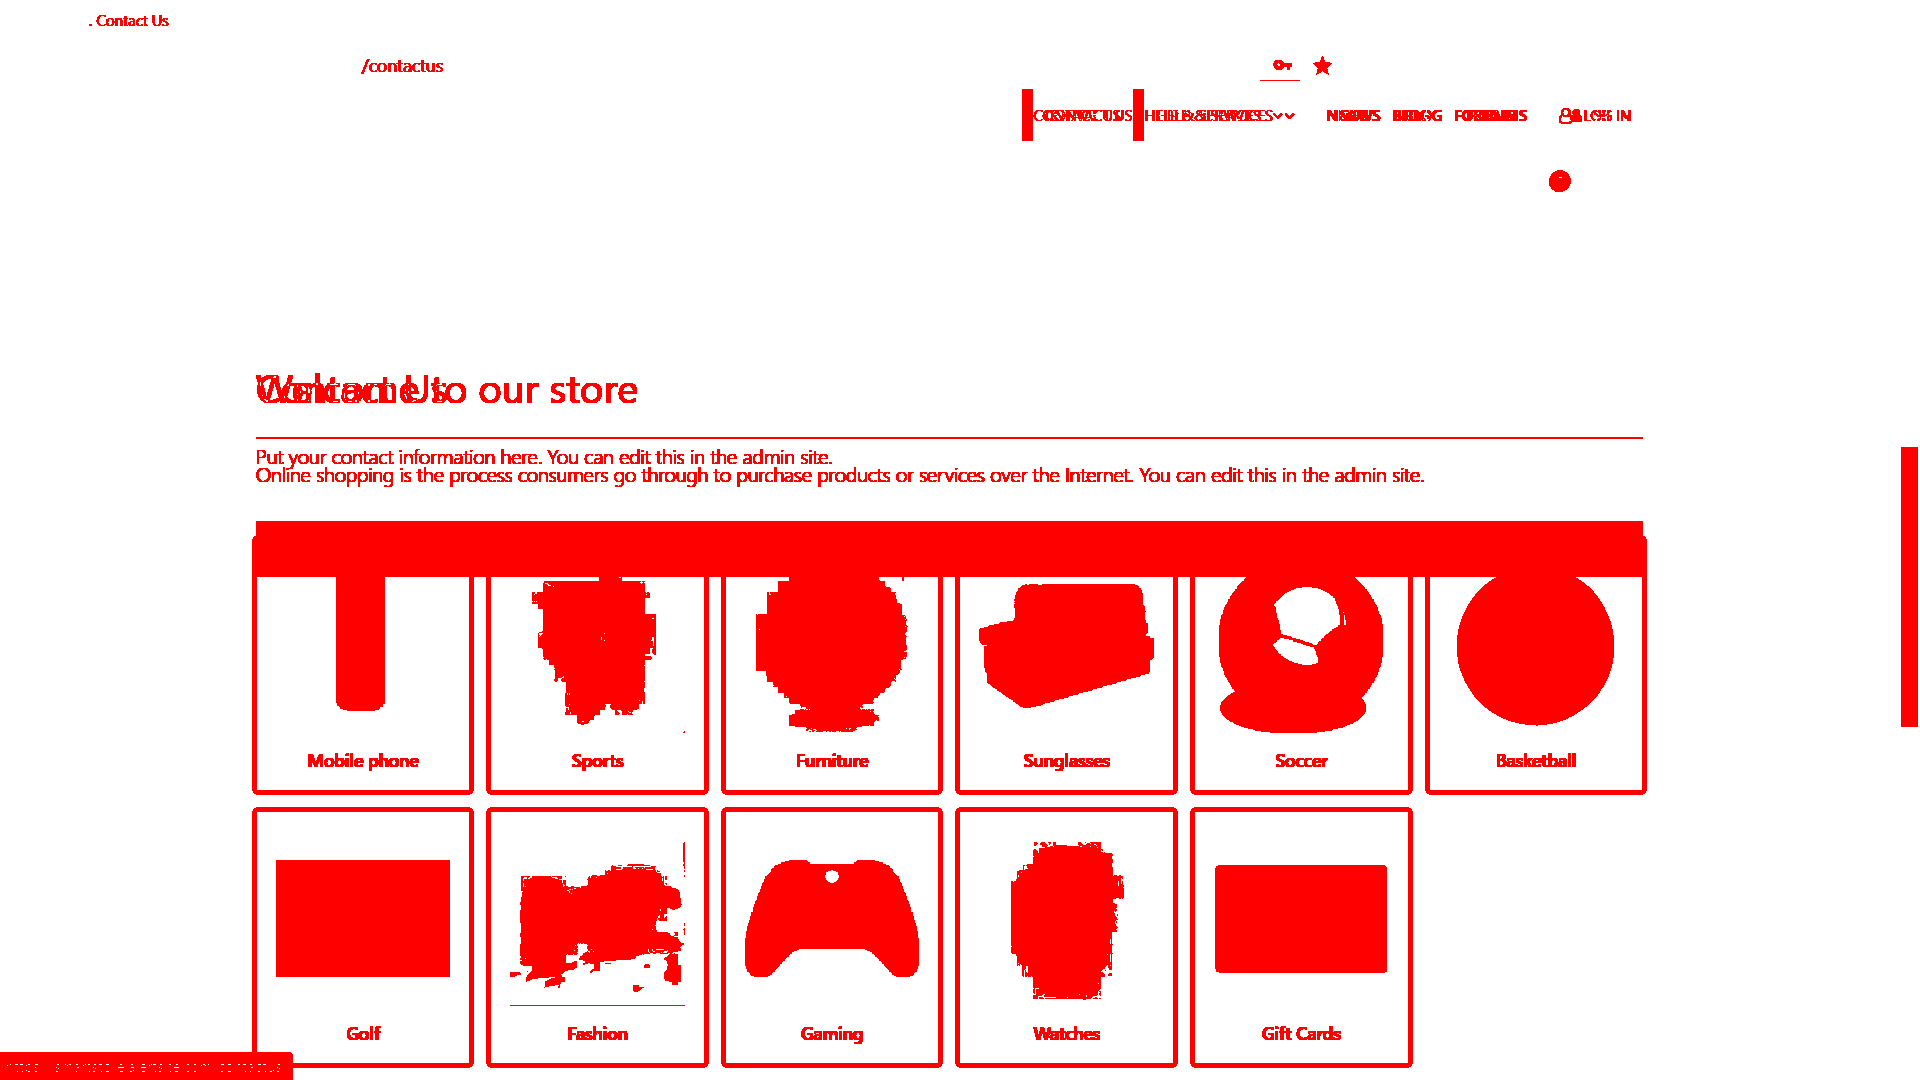 . Contact Us
/contactus
CONTACT US HELP & SERVICES NEWS BLOG FORUMS LOG IN
Welcome to our store
Contact Us
Put your contact information here. You can edit this in the admin site.
Online shopping is the process consumers go through to purchase products or services over the Internet. You can edit this in the admin site.
Mobile phone Sports Furniture Sunglasses Soccer Basketball
Golf Fashion Gaming Watches Gift Cards